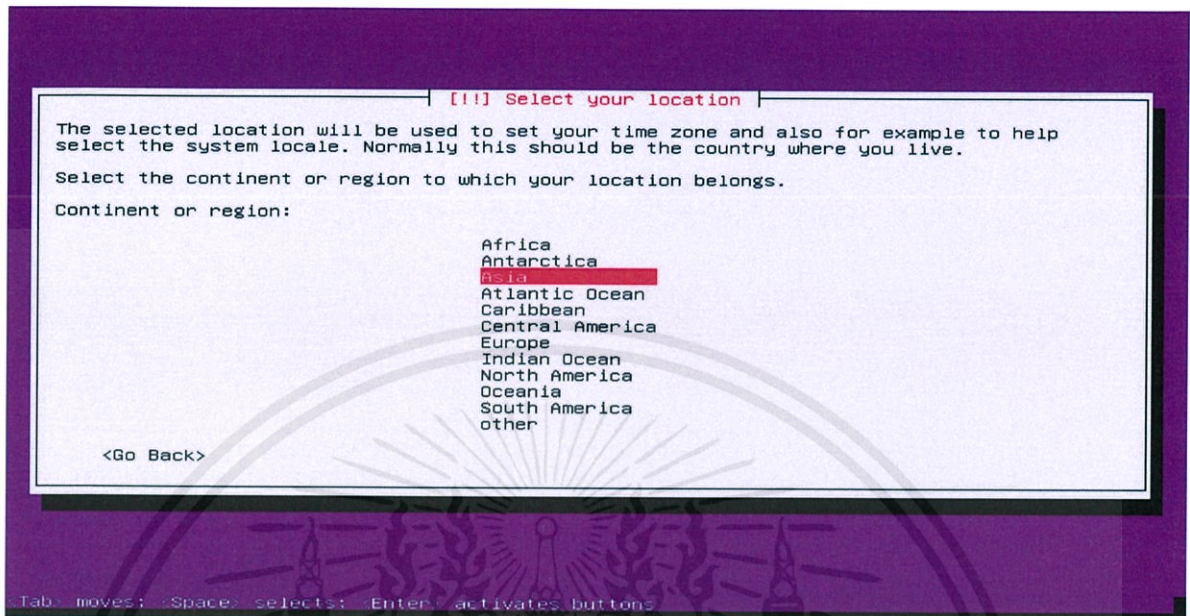 [!!] Select your location
The selected location will be used to set your time zone and also for example to help
select the system locale. Normally this should be the country where you live.
Select the continent or region to which your location belongs.
Continent or region:
Africa
Antarctica
Asia
Atlantic Ocean
Caribbean
Central America
Europe
Indian Ocean
North America
Oceania
South America
other
<Go Back>
<Tab> moves; <Space> selects; <Enter> activates buttons